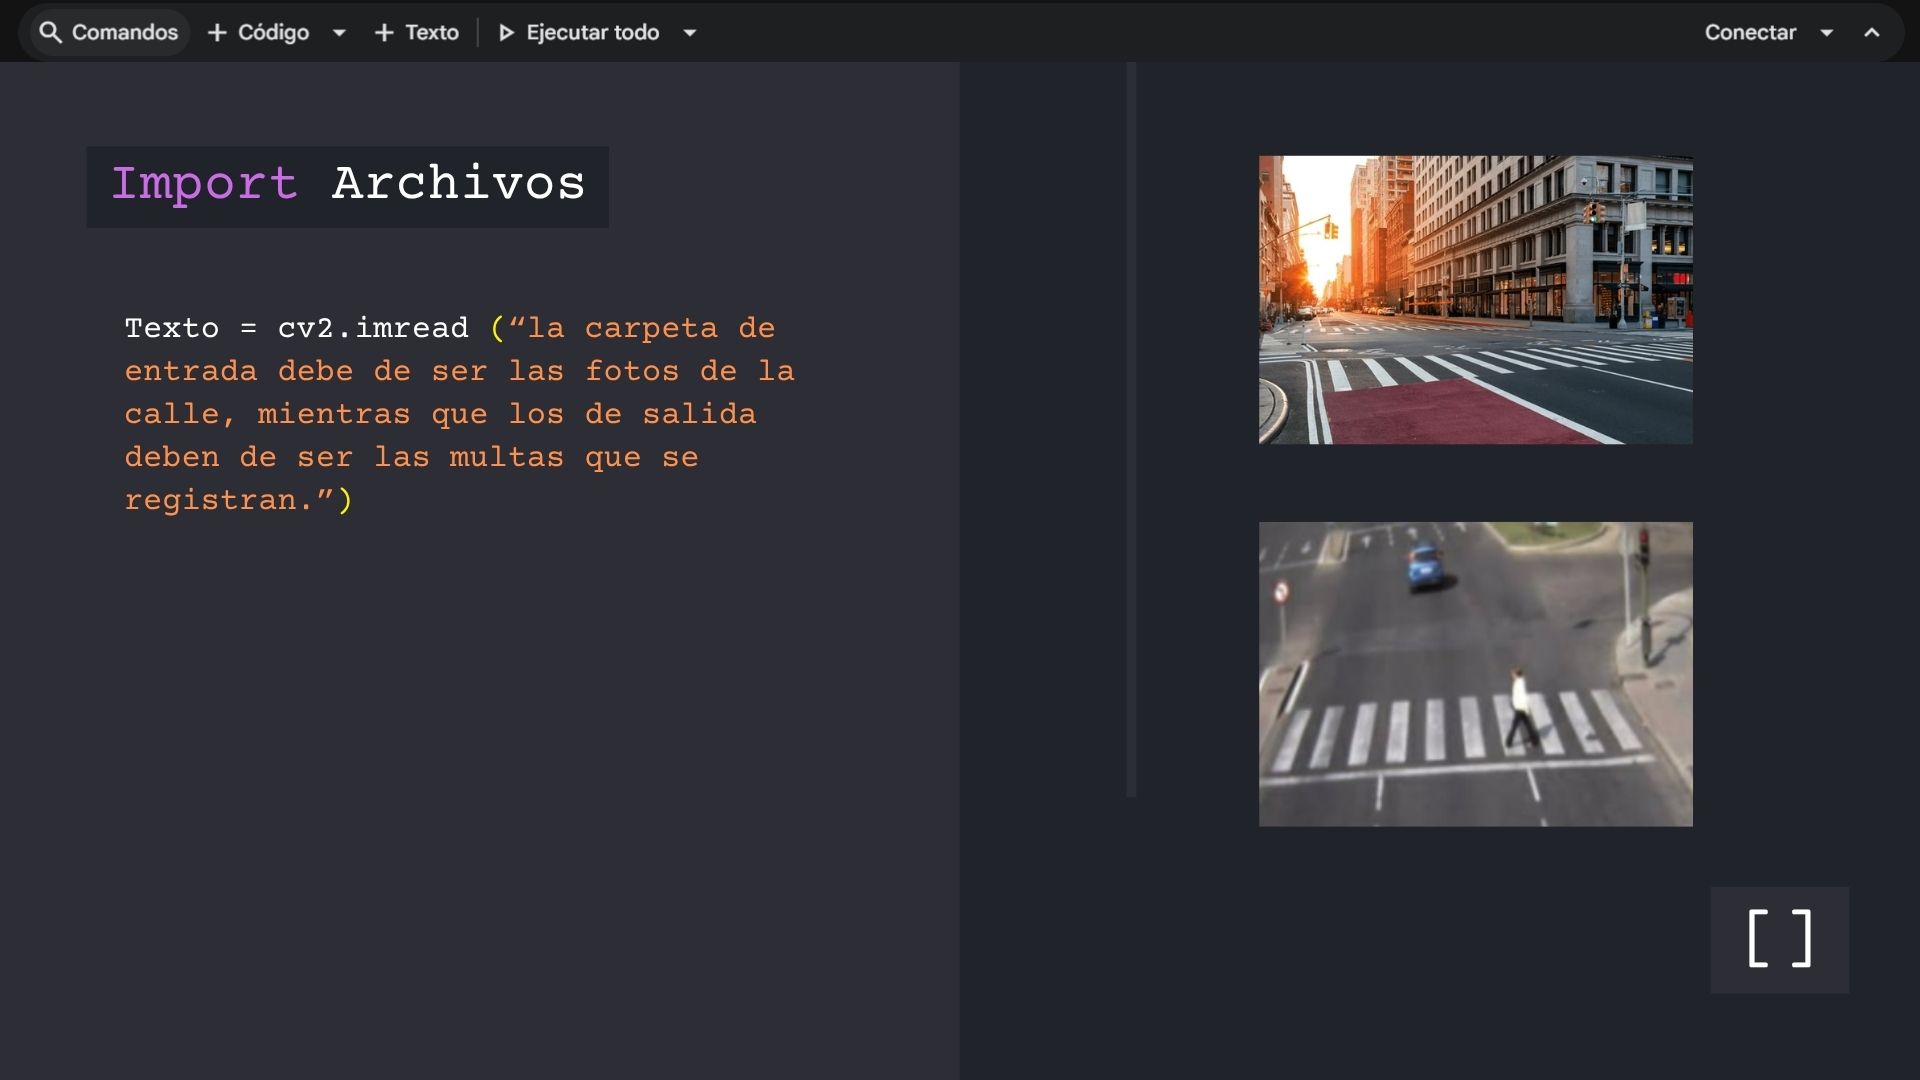 Comandos + Código + Texto Ejecutar todo Conectar
Import Archivos
Texto = cv2.imread (“la carpeta de
entrada debe de ser las fotos de la
calle, mientras que los de salida
deben de ser las multas que se
registran.”)
[ ]